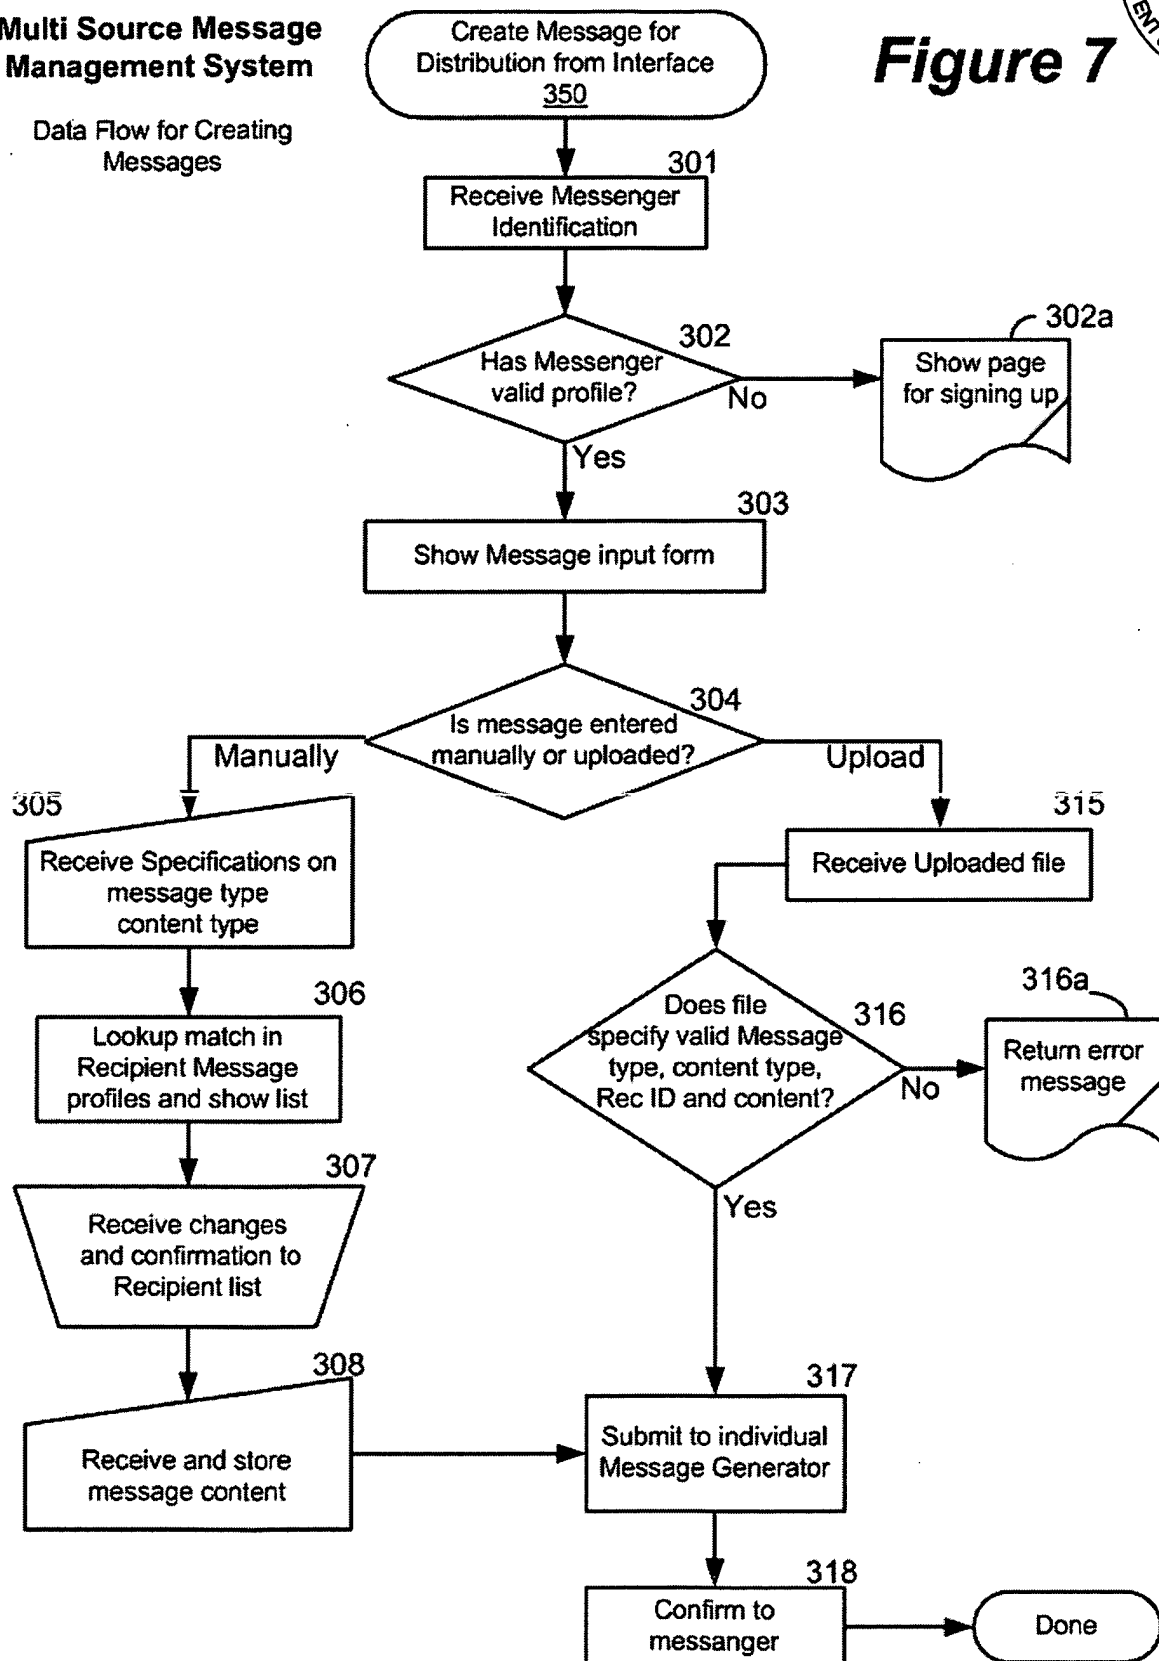 Multi Source Message
Management System
Data Flow for Creating
Messages
Create Message for
Distribution from Interface
350
Figure 7
301
Receive Messenger
Identification
302
Has Messenger
valid profile?
No
302a
Show page
for signing up
Yes
303
Show Message input form
304
Is message entered
manually or uploaded?
Manually
Upload
305
Receive Specifications on
message type
content type
306
Lookup match in
Recipient Message
profiles and show list
307
Receive changes
and confirmation to
Recipient list
308
Receive and store
message content
315
Receive Uploaded file
316
Does file
specify valid Message
type, content type,
Rec ID and content?
No
316a
Return error
message
Yes
317
Submit to individual
Message Generator
318
Confirm to
messanger
Done